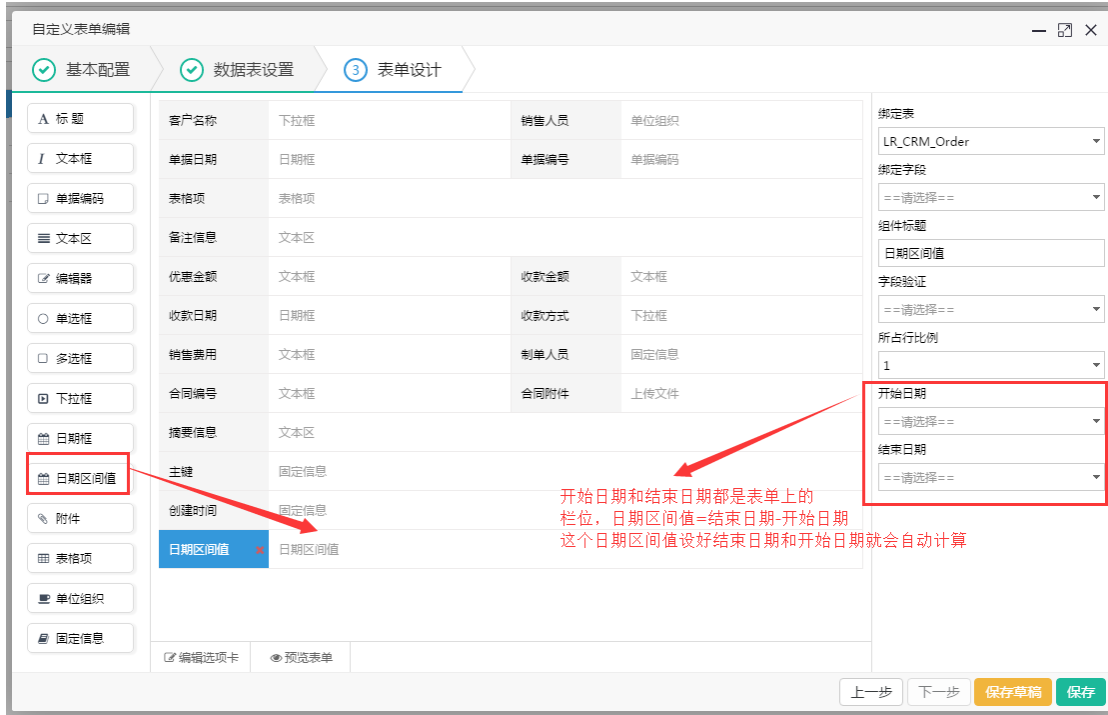 自定义表单编辑
基本配置
数据表设置
3 表单设计
A 标 题
I 文本框
单据编码
文本区
编辑器
单选框
多选框
下拉框
日期框
日期区间值
附件
表格项
单位组织
固定信息
客户名称 下拉框 销售人员 单位组织
单据日期 日期框 单据编号 单据编码
表格项 表格项
备注信息 文本区
优惠金额 文本框 收款金额 文本框
收款日期 日期框 收款方式 下拉框
销售费用 文本框 制单人员 固定信息
合同编号 文本框 合同附件 上传文件
摘要信息 文本区
主键 固定信息
创建时间 固定信息
日期区间值 日期区间值
开始日期和结束日期都是表单上的
栏位，日期区间值=结束日期-开始日期
这个日期区间值设好结束日期和开始日期就会自动计算
编辑选项卡 预览表单
绑定表
LR_CRM_Order
绑定字段
==请选择==
组件标题
日期区间值
字段验证
==请选择==
所占行比例
1
开始日期
==请选择==
结束日期
==请选择==
上一步 下一步 保存草稿 保存